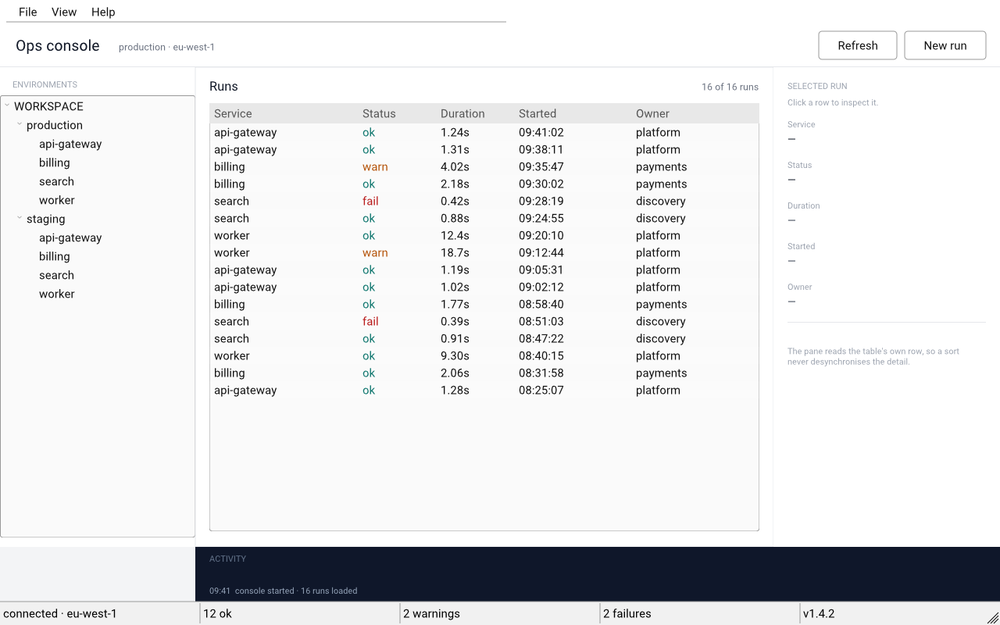 File View Help
Ops console production · eu-west-1 Refresh New run
ENVIRONMENTS
WORKSPACE
production
api-gateway
billing
search
worker
staging
api-gateway
billing
search
worker
Runs 16 of 16 runs
Service Status Duration Started Owner
api-gateway ok 1.24s 09:41:02 platform
api-gateway ok 1.31s 09:38:11 platform
billing warn 4.02s 09:35:47 payments
billing ok 2.18s 09:30:02 payments
search fail 0.42s 09:28:19 discovery
search ok 0.88s 09:24:55 discovery
worker ok 12.4s 09:20:10 platform
worker warn 18.7s 09:12:44 platform
api-gateway ok 1.19s 09:05:31 platform
api-gateway ok 1.02s 09:02:12 platform
billing ok 1.77s 08:58:40 payments
search fail 0.39s 08:51:03 discovery
search ok 0.91s 08:47:22 discovery
worker ok 9.30s 08:40:15 platform
billing ok 2.06s 08:31:58 payments
api-gateway ok 1.28s 08:25:07 platform
SELECTED RUN
Click a row to inspect it.
Service
—
Status
—
Duration
—
Started
—
Owner
—
The pane reads the table's own row, so a sort
never desynchronises the detail.
ACTIVITY
09:41 console started · 16 runs loaded
connected · eu-west-1 12 ok 2 warnings 2 failures v1.4.2